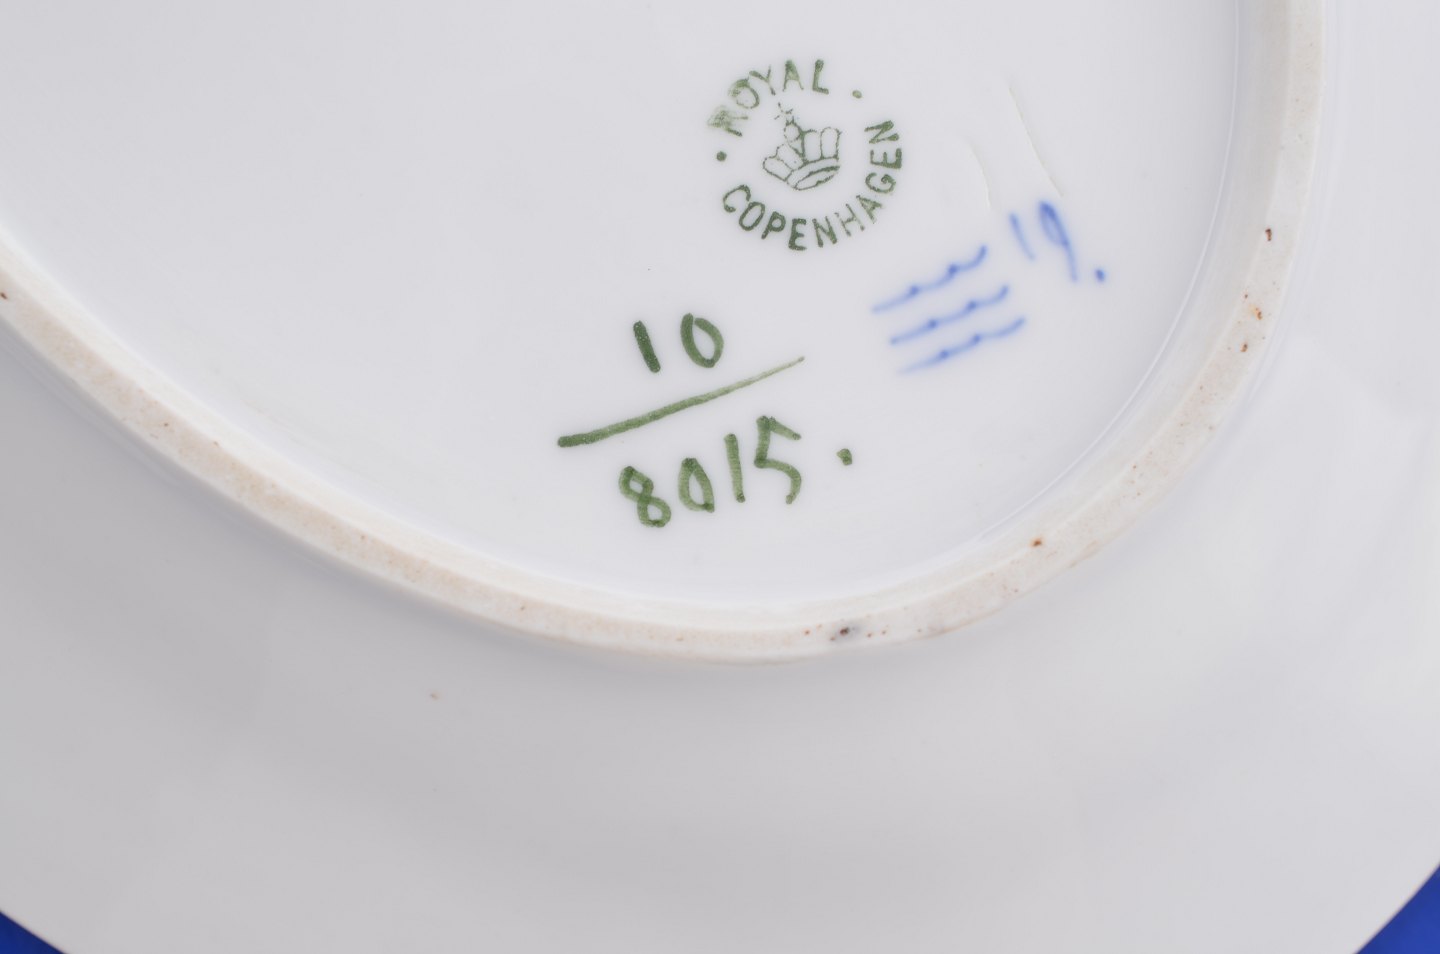 ROYAL · COPENHAGEN ·
19.
10
8015.